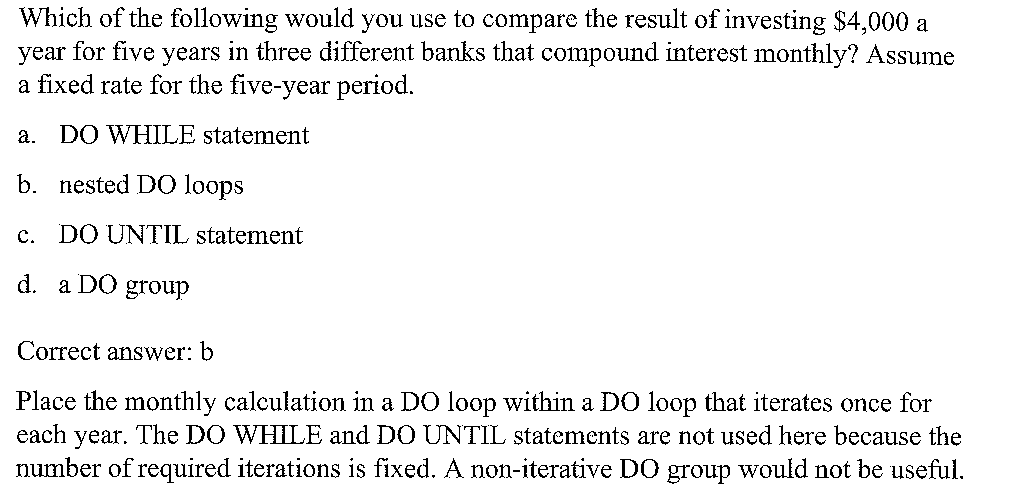 Which of the following would you use to compare the result of investing $4,000 a
year for five years in three different banks that compound interest monthly? Assume
a fixed rate for the five-year period.
a. DO WHILE statement
b. nested DO loops
c. DO UNTIL statement
d. a DO group
Correct answer: b
Place the monthly calculation in a DO loop within a DO loop that iterates once for
each year. The DO WHILE and DO UNTIL statements are not used here because the
number of required iterations is fixed. A non-iterative DO group would not be useful.